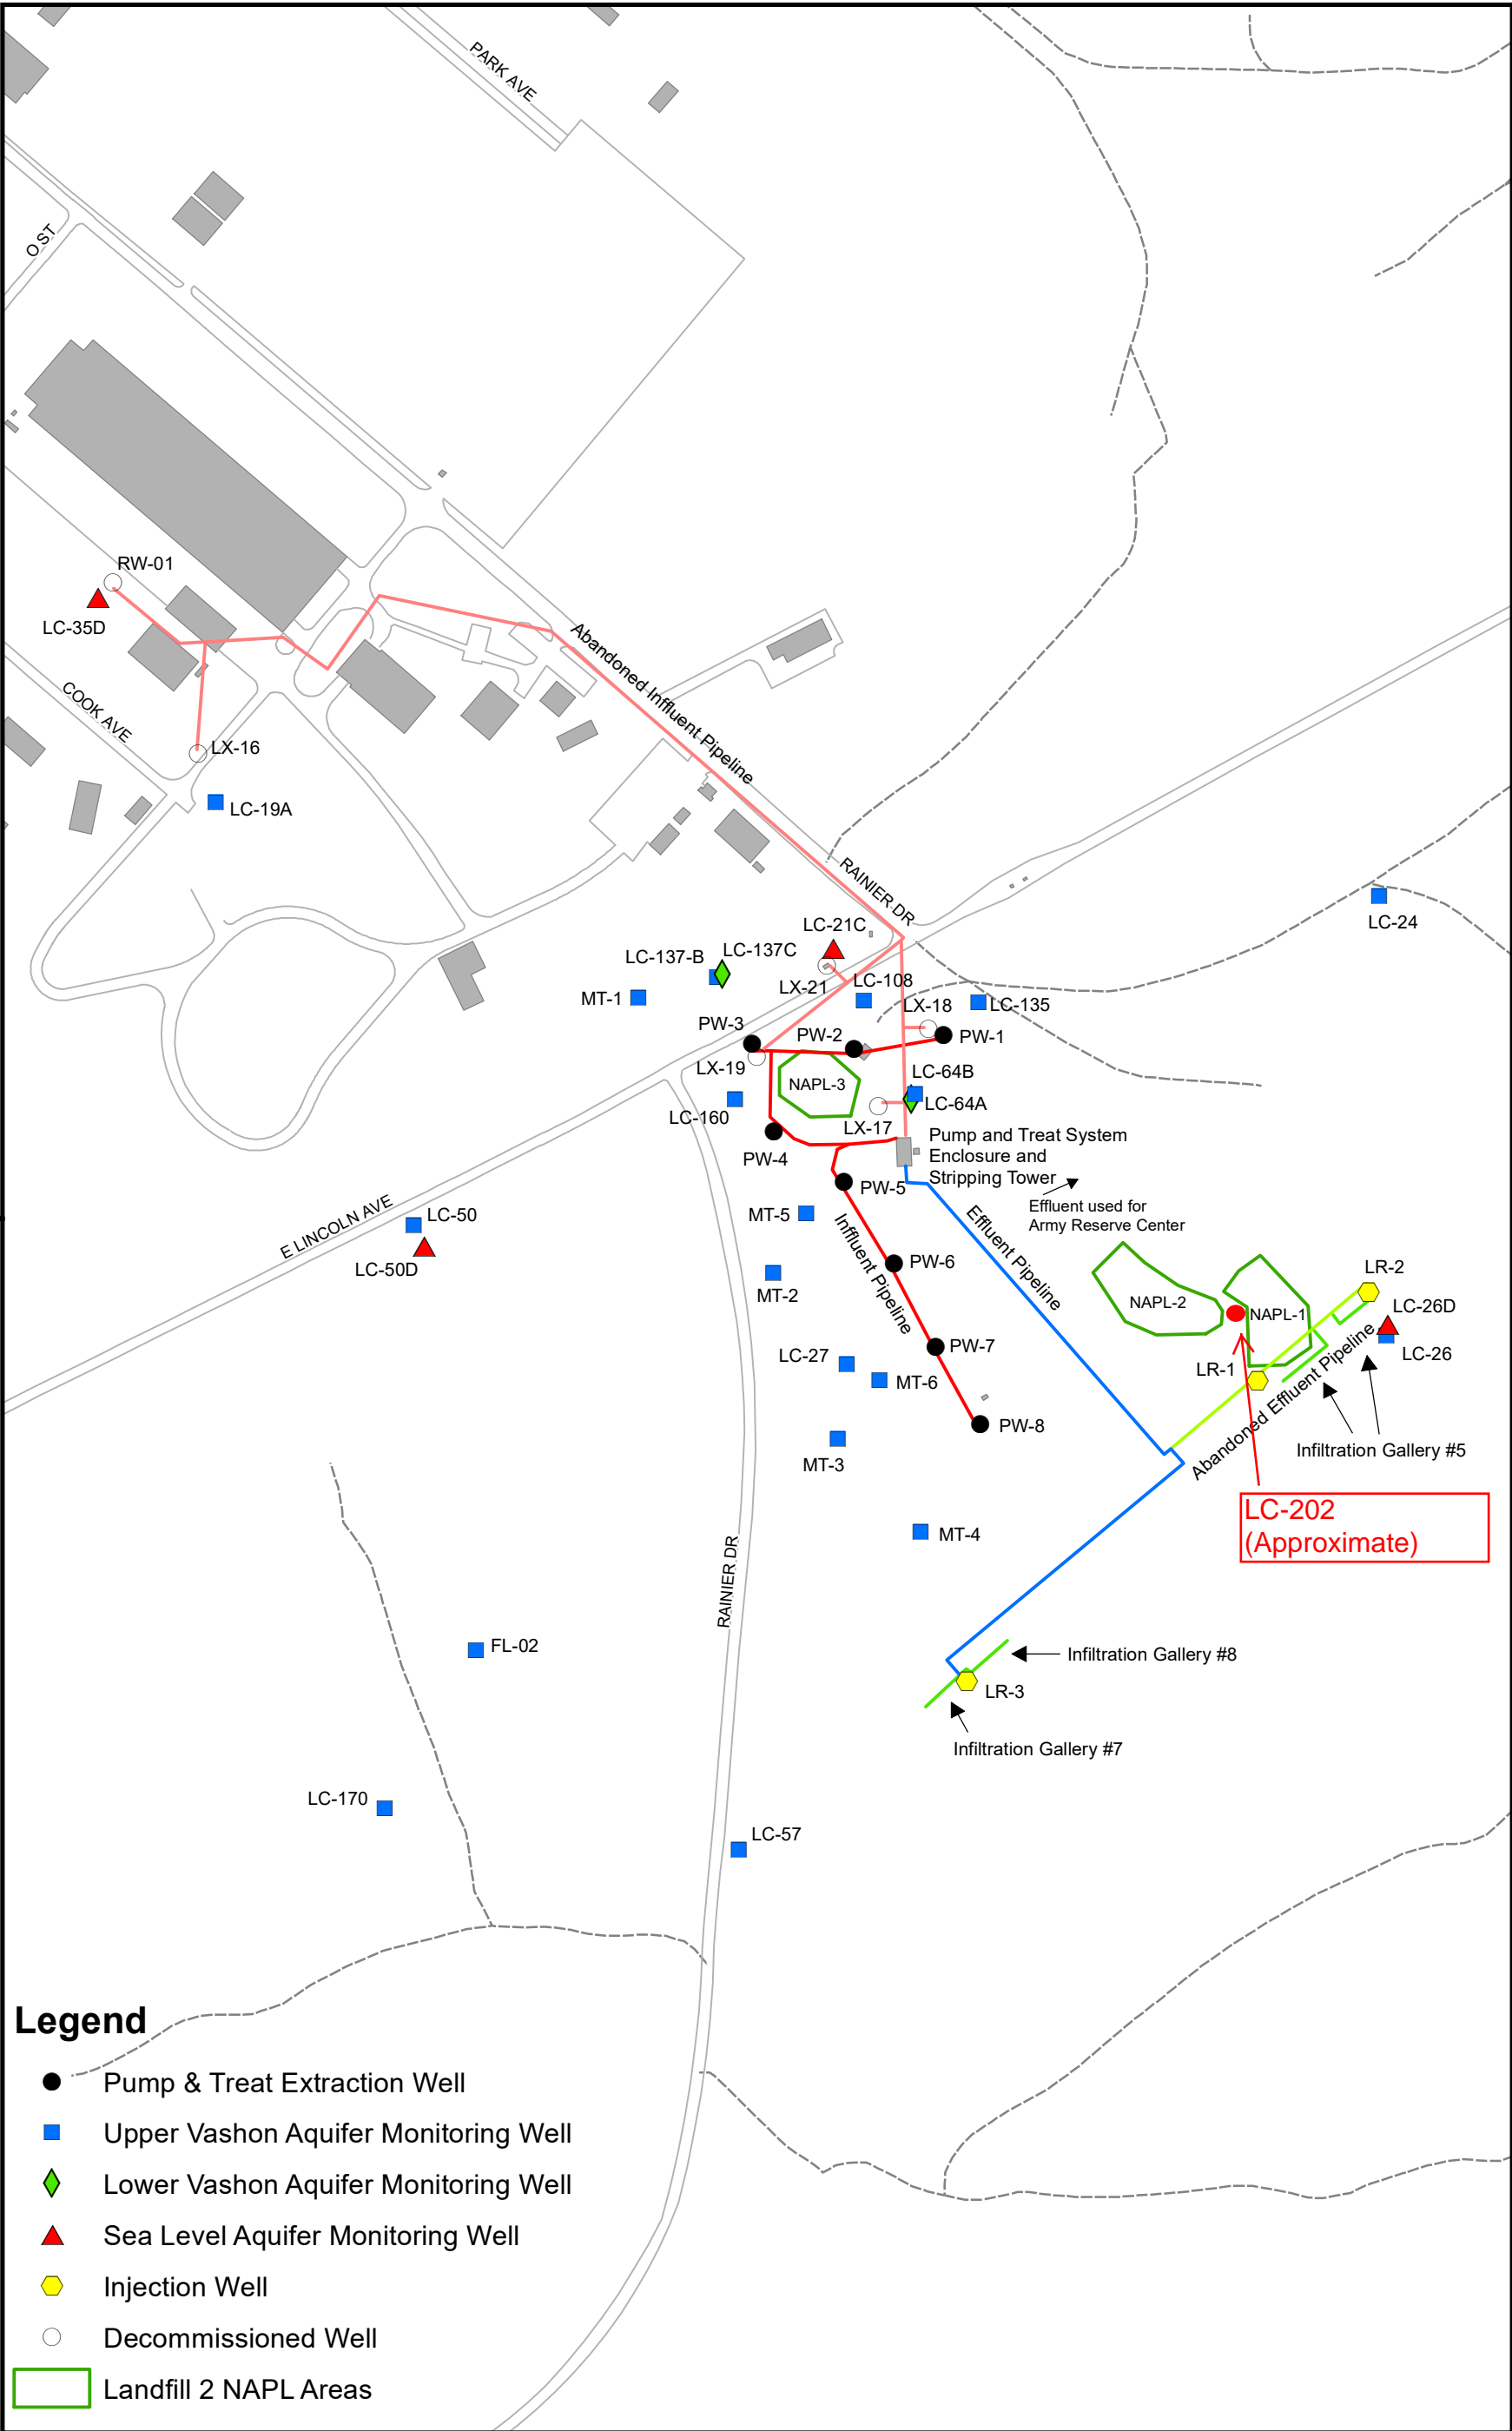 PARK AVE
O ST
RW-01
LC-35D
COOK AVE
LX-16
LC-19A
Abandoned Influent Pipeline
RAINIER DR
LC-24
LC-21C
LC-137-B
LC-137C
LX-21
LC-108
MT-1
LX-18
LC-135
PW-3
PW-2
PW-1
LX-19
NAPL-3
LC-64B
LC-64A
LC-160
LX-17
PW-4
Pump and Treat System
Enclosure and
Stripping Tower
PW-5
Effluent used for
Army Reserve Center
E LINCOLN AVE
LC-50
LC-50D
MT-5
Influent Pipeline
Effluent Pipeline
PW-6
MT-2
LR-2
NAPL-2
NAPL-1
LC-26D
LC-26
PW-7
LC-27
MT-6
LR-1
Abandoned Effluent Pipeline
PW-8
MT-3
Infiltration Gallery #5
LC-202
(Approximate)
MT-4
RAINIER DR
FL-02
Infiltration Gallery #8
LR-3
Infiltration Gallery #7
LC-170
LC-57
Legend
Pump & Treat Extraction Well
Upper Vashon Aquifer Monitoring Well
Lower Vashon Aquifer Monitoring Well
Sea Level Aquifer Monitoring Well
Injection Well
Decommissioned Well
Landfill 2 NAPL Areas